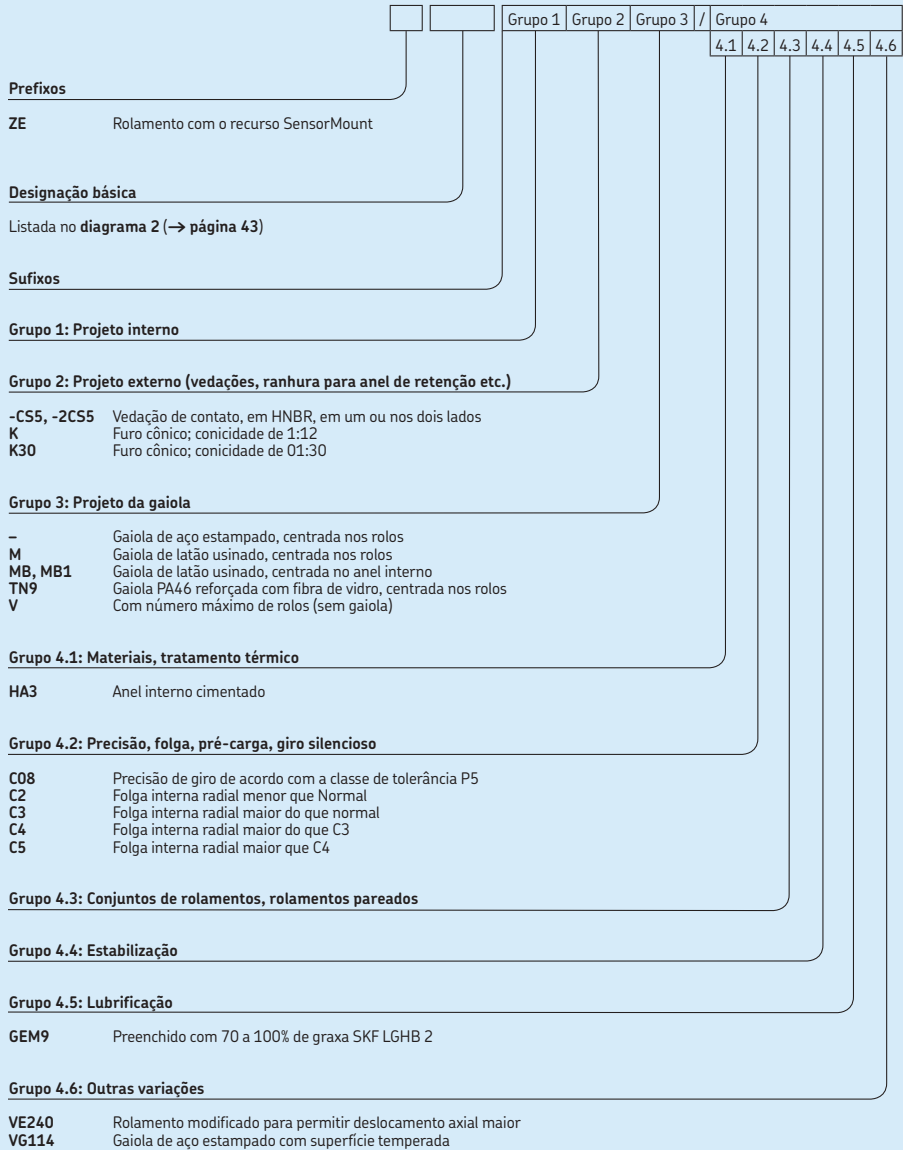 Grupo 1 Grupo 2 Grupo 3 / Grupo 4
4.1 4.2 4.3 4.4 4.5 4.6
Prefixos
ZE Rolamento com o recurso SensorMount
Designação básica
Listada no diagrama 2 (→ página 43)
Sufixos
Grupo 1: Projeto interno
Grupo 2: Projeto externo (vedações, ranhura para anel de retenção etc.)
-CS5, -2CS5 Vedação de contato, em HNBR, em um ou nos dois lados
K Furo cônico; conicidade de 1:12
K30 Furo cônico; conicidade de 01:30
Grupo 3: Projeto da gaiola
– Gaiola de aço estampado, centrada nos rolos
M Gaiola de latão usinado, centrada nos rolos
MB, MB1 Gaiola de latão usinado, centrada no anel interno
TN9 Gaiola PA46 reforçada com fibra de vidro, centrada nos rolos
V Com número máximo de rolos (sem gaiola)
Grupo 4.1: Materiais, tratamento térmico
HA3 Anel interno cimentado
Grupo 4.2: Precisão, folga, pré-carga, giro silencioso
C08 Precisão de giro de acordo com a classe de tolerância P5
C2 Folga interna radial menor que Normal
C3 Folga interna radial maior do que normal
C4 Folga interna radial maior do que C3
C5 Folga interna radial maior que C4
Grupo 4.3: Conjuntos de rolamentos, rolamentos pareados
Grupo 4.4: Estabilização
Grupo 4.5: Lubrificação
GEM9 Preenchido com 70 a 100% de graxa SKF LGHB 2
Grupo 4.6: Outras variações
VE240 Rolamento modificado para permitir deslocamento axial maior
VG114 Gaiola de aço estampado com superfície temperada